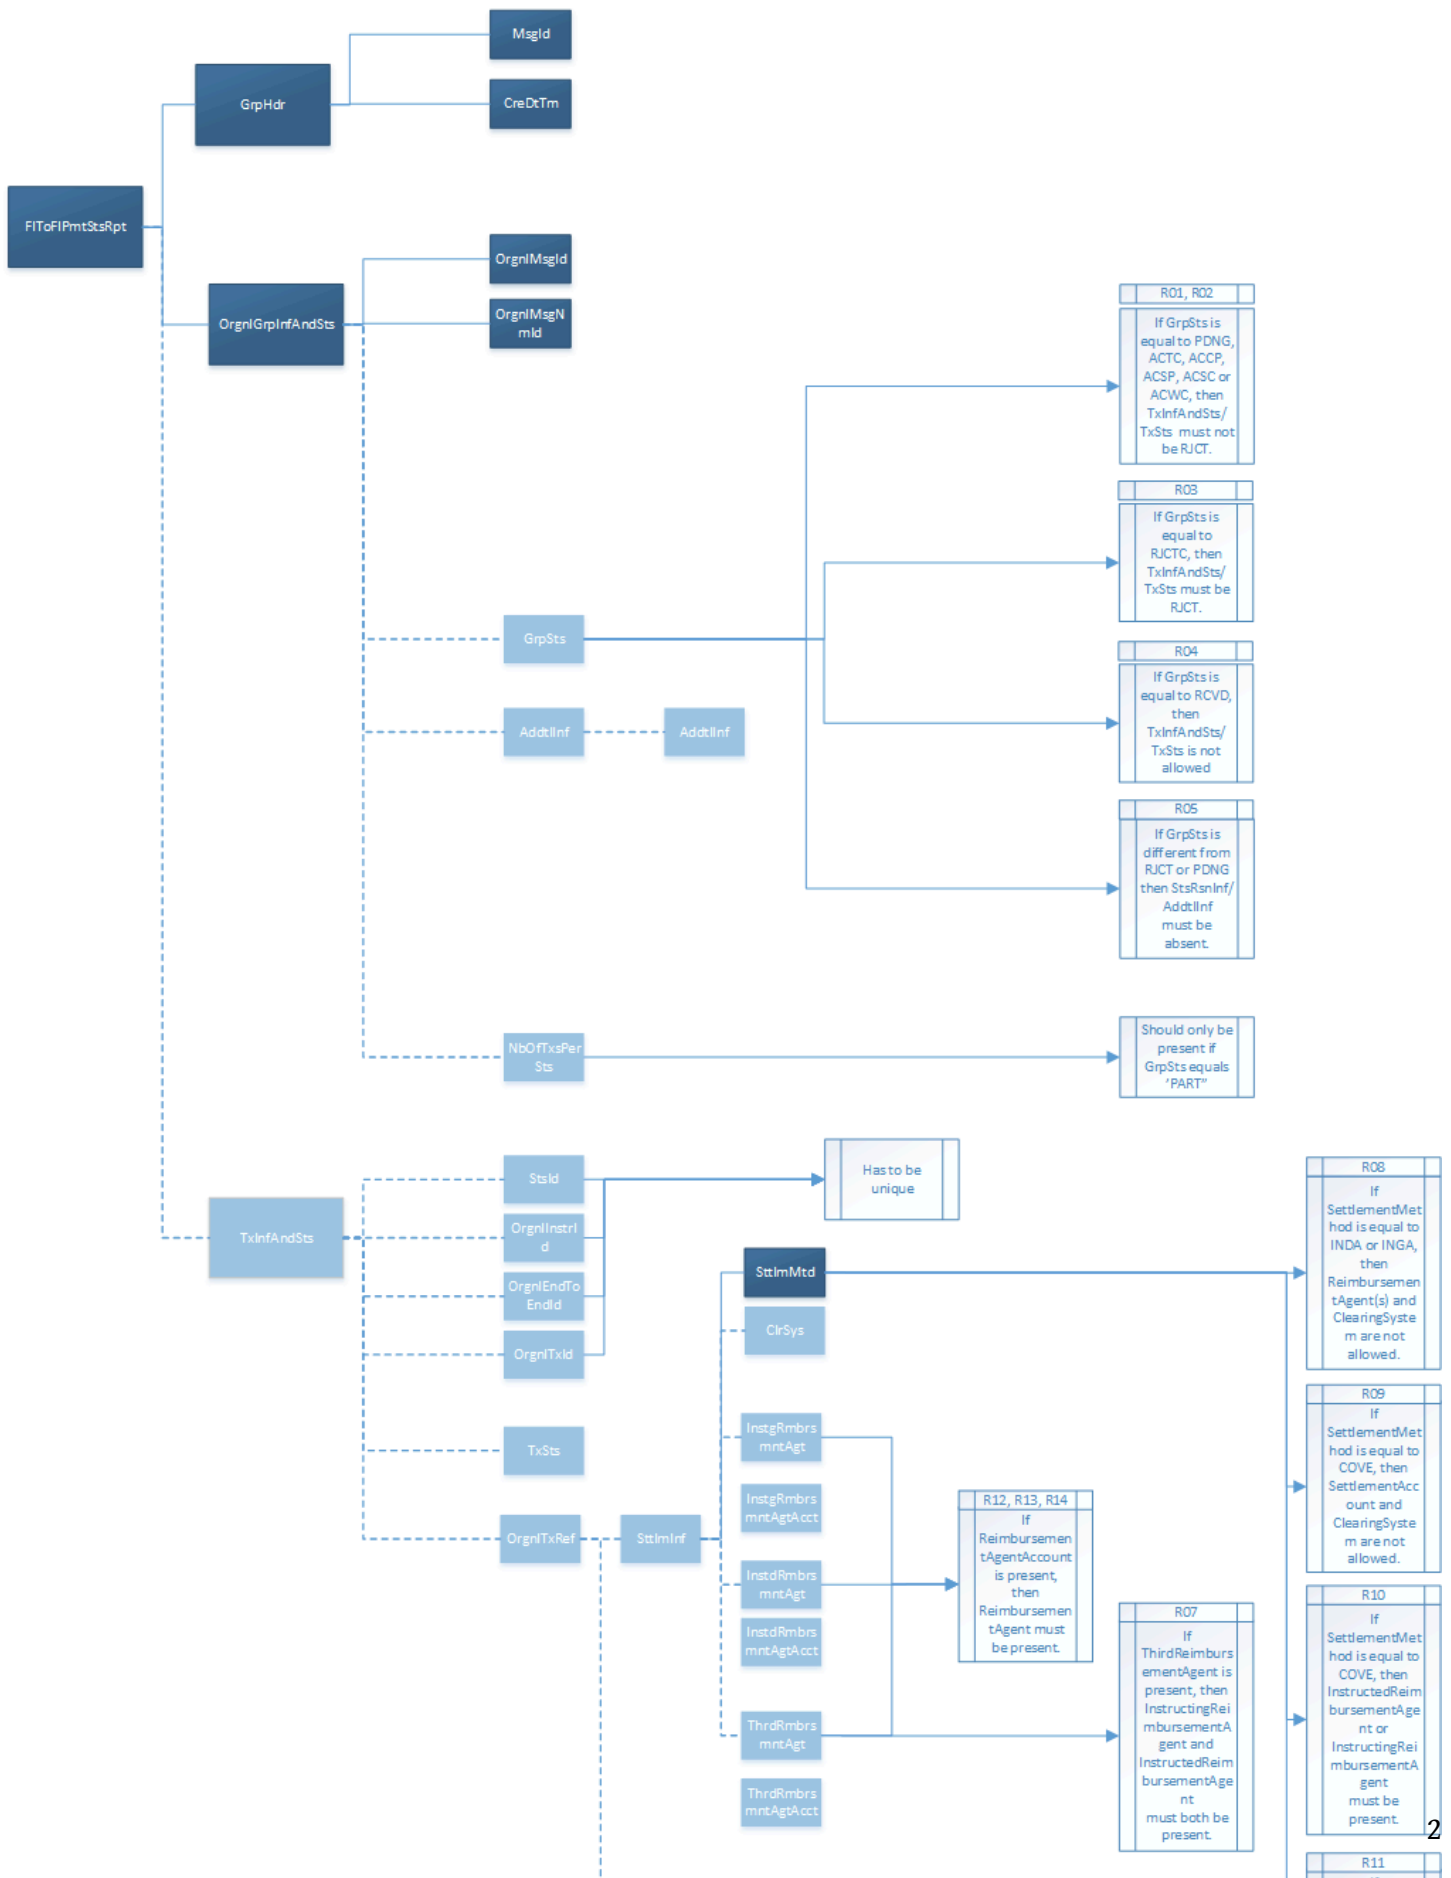 MsgId
GrpHdr
CreDtTm
FIToFIPmtStsRpt
OrgnlMsgId
OrgnlGrpInfAndSts
OrgnlMsgN
mId
R01, R02
If GrpSts is
equal to PDNG,
ACTC, ACCP,
ACSP, ACSC or
ACWC, then
TxInfAndSts/
TxSts must not
be RJCT.
R03
If GrpSts is
equal to
RJCTC, then
TxInfAndSts/
TxSts must be
RJCT.
GrpSts
R04
If GrpSts is
equal to RCVD,
then
TxInfAndSts/
TxSts is not
allowed
AddtlInf
AddtlInf
R05
If GrpSts is
different from
RJCT or PDNG
then StsRsnInf/
AddtlInf
must be
absent.
NbOfTxsPer
Sts
Should only be
present if
GrpSts equals
'PART"
StsId
Has to be
unique
TxInfAndSts
OrgnlInstrI
d
OrgnlEndTo
EndId
OrgnlTxId
TxSts
OrgnlTxRef
SttlmInf
SttlmMtd
ClrSys
InstgRmbrs
mntAgt
InstgRmbrs
mntAgtAcct
InstdRmbrs
mntAgt
InstdRmbrs
mntAgtAcct
ThrdRmbrs
mntAgt
ThrdRmbrs
mntAgtAcct
R12, R13, R14
If
Reimbursemen
tAgentAccount
is present,
then
Reimbursemen
tAgent must
be present.
R07
If
ThirdReimburs
ementAgent is
present, then
InstructingRei
mbursementA
gent and
InstructedReim
bursementAge
nt
must both be
present.
R08
If
SettlementMet
hod is equal to
INDA or INGA,
then
Reimbursemen
tAgent(s) and
ClearingSyste
m are not
allowed.
R09
If
SettlementMet
hod is equal to
COVE, then
SettlementAcc
ount and
ClearingSyste
m are not
allowed.
R10
If
SettlementMet
hod is equal to
COVE, then
InstructedReim
bursementAge
nt or
InstructingRei
mbursementA
gent
must be
present.
2
R11